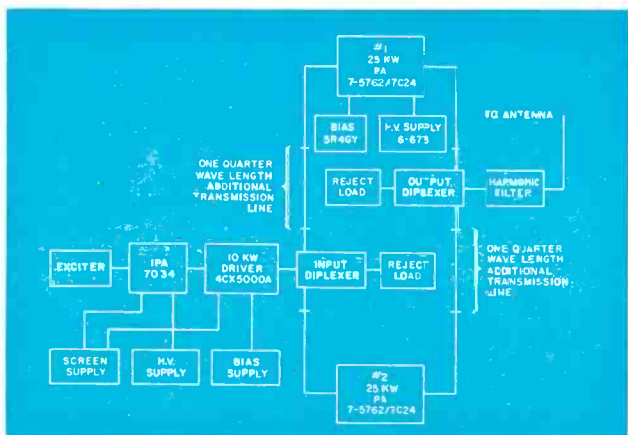 #1
25 KW
PA
7-5762/7C24
BIAS
5R4GY
H.V. SUPPLY
6-673
TO ANTENNA
ONE QUARTER
WAVE LENGTH
ADDITIONAL
TRANSMISSION
LINE
REJECT
LOAD
OUTPUT
DIPLEXER
HARMONIC
FILTER
EXCITER
IPA
7034
10 KW
DRIVER
4CX5000A
INPUT
DIPLEXER
REJECT
LOAD
ONE QUARTER
WAVE LENGTH
ADDITIONAL
TRANSMISSION
LINE
SCREEN
SUPPLY
H.V.
SUPPLY
BIAS
SUPPLY
#2
25 KW
PA
7-5762/7C24